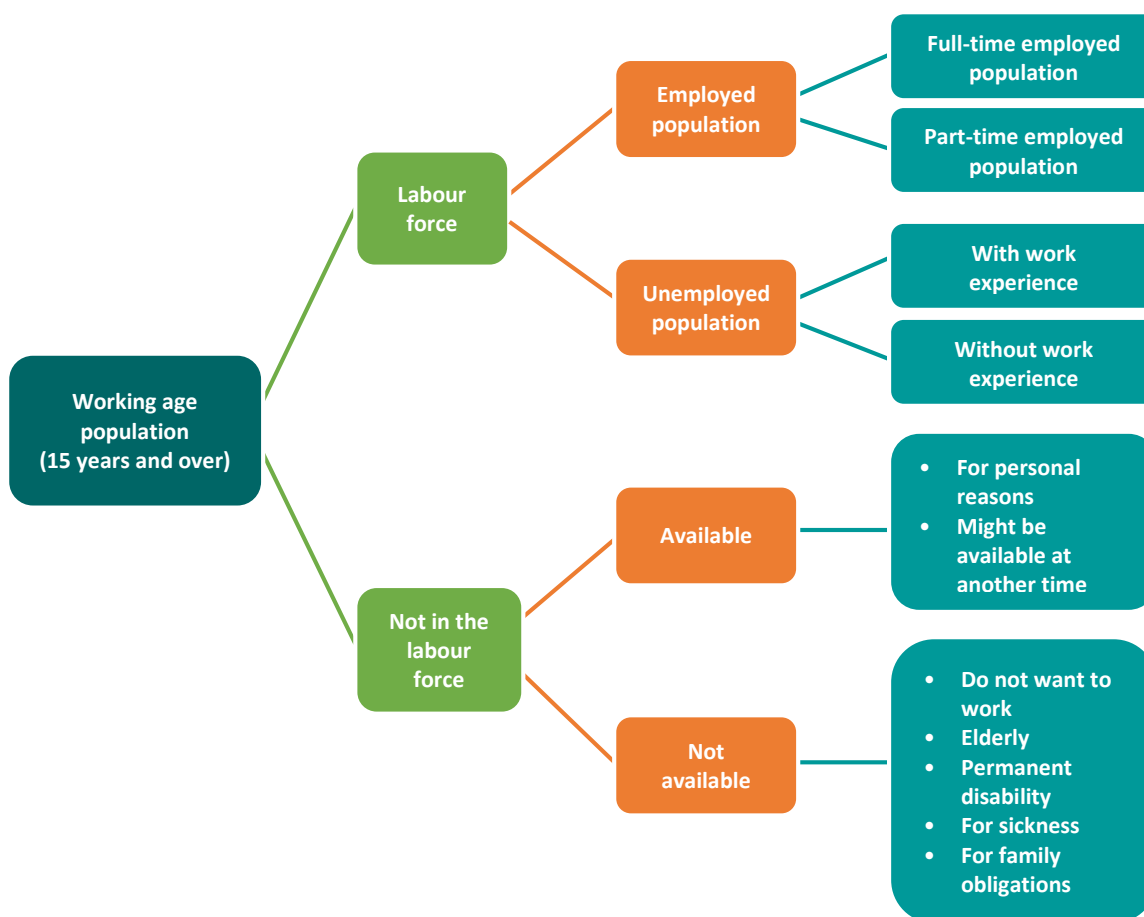 Working age
population
(15 years and over)
Labour
force
Not in the
labour
force
Employed
population
Unemployed
population
Available
Not
available
Full-time employed
population
Part-time employed
population
With work
experience
Without work
experience
• For personal
reasons
• Might be
available at
another time
• Do not want to
work
• Elderly
• Permanent
disability
• For sickness
• For family
obligations